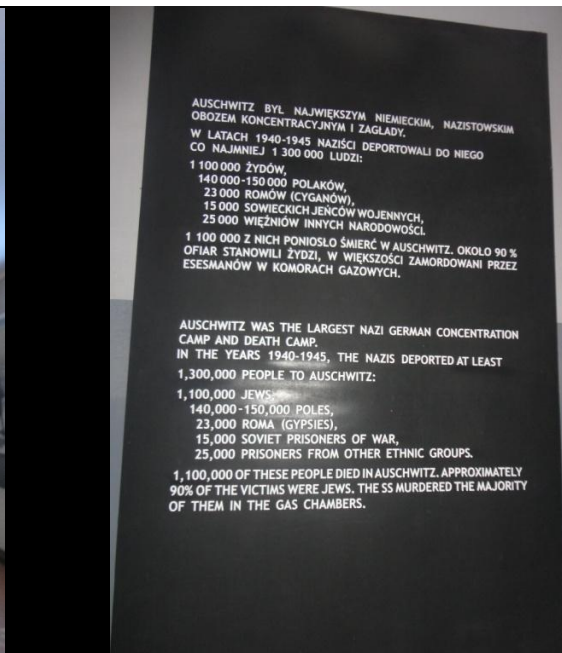 AUSCHWITZ BYŁ NAJWIĘKSZYM NIEMIECKIM, NAZISTOWSKIM
OBOZEM KONCENTRACYJNYM I ZAGŁADY.
W LATACH 1940-1945 NAZIŚCI DEPORTOWALI DO NIEGO
CO NAJMNIEJ 1 300 000 LUDZI:
1 100 000 ŻYDÓW,
140 000-150 000 POLAKÓW,
23 000 ROMÓW (CYGANÓW),
15 000 SOWIECKICH JEŃCÓW WOJENNYCH,
25 000 WIĘŹNIÓW INNYCH NARODOWOŚCI.
1 100 000 Z NICH PONIOSŁO ŚMIERĆ W AUSCHWITZ. OKOŁO 90 %
OFIAR STANOWILI ŻYDZI, W WIĘKSZOŚCI ZAMORDOWANI PRZEZ
ESESMANÓW W KOMORACH GAZOWYCH.
AUSCHWITZ WAS THE LARGEST NAZI GERMAN CONCENTRATION
CAMP AND DEATH CAMP.
IN THE YEARS 1940-1945, THE NAZIS DEPORTED AT LEAST
1,300,000 PEOPLE TO AUSCHWITZ:
1,100,000 JEWS,
140,000-150,000 POLES,
23,000 ROMA (GYPSIES),
15,000 SOVIET PRISONERS OF WAR,
25,000 PRISONERS FROM OTHER ETHNIC GROUPS.
1,100,000 OF THESE PEOPLE DIED IN AUSCHWITZ. APPROXIMATELY
90% OF THE VICTIMS WERE JEWS. THE SS MURDERED THE MAJORITY
OF THEM IN THE GAS CHAMBERS.